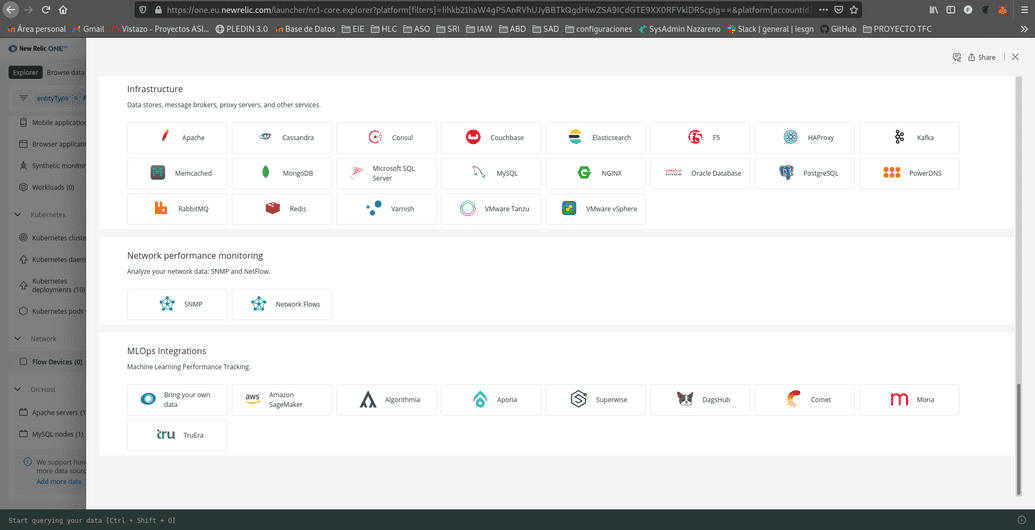 https://one.eu.newrelic.com/launcher/nr1-core.explorer?platform[filters]=
Área personal
Gmail
Vistazo - Proyectos ASI...
PLEDIN 3.0
Base de Datos
EIE
HLC
ASO
SRI
IAW
ABD
SAD
configuraciones
SysAdmin Nazareno
Slack | general | iesgn
GitHub
PROYECTO TFC
New Relic ONE™
Share
Explorer
Browse data
entityType
Mobile application
Browser applicatio
Synthetic monitor
Workloads (0)
Kubernetes
Kubernetes cluste
Kubernetes daem
Kubernetes
deployments (10)
Kubernetes pods
Network
Flow Devices (0)
On Host
Apache servers (1
MySQL nodes (1)
We support hun
more data sourc
Add more data
Infrastructure
Data stores, message brokers, proxy servers, and other services.
Apache
Cassandra
Consul
Couchbase
Elasticsearch
F5
HAProxy
Kafka
Memcached
MongoDB
Microsoft SQL
Server
MySQL
NGINX
Oracle Database
PostgreSQL
PowerDNS
RabbitMQ
Redis
Varnish
VMware Tanzu
VMware vSphere
Network performance monitoring
Analyze your network data: SNMP and NetFlow.
SNMP
Network Flows
MLOps Integrations
Machine Learning Performance Tracking.
Bring your own
data
aws
Amazon
SageMaker
Algorithmia
Aporia
Superwise
DagsHub
Comet
Mona
tru
TruEra
Start querying your data [Ctrl + Shift + Q]